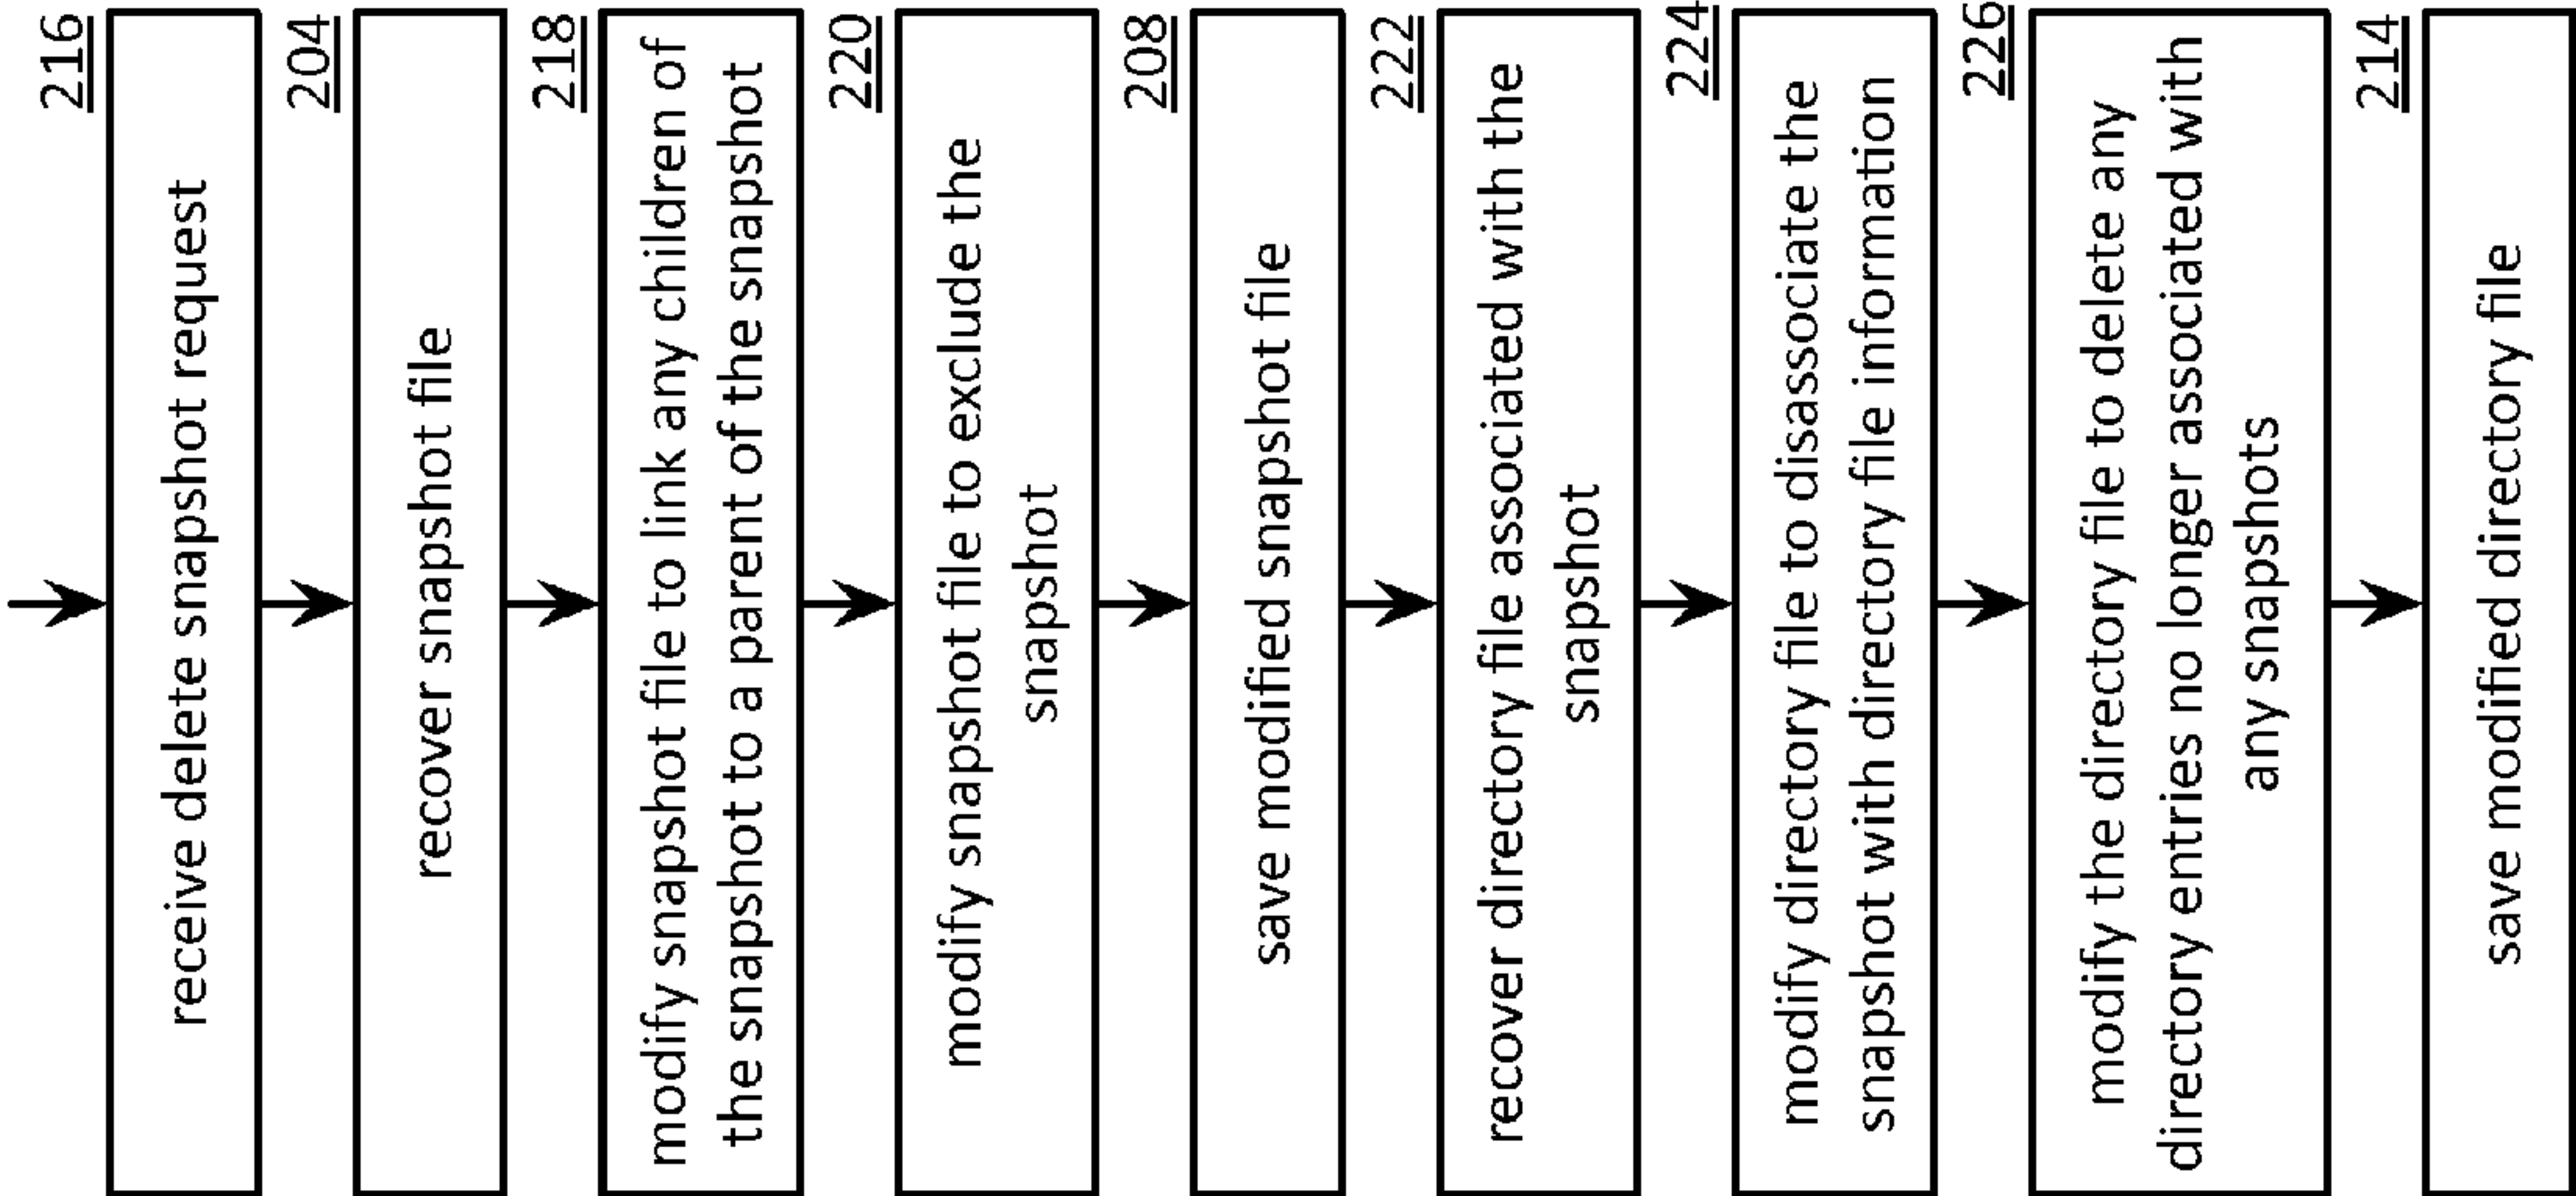 216
receive delete snapshot request
204
recover snapshot file
218
modify snapshot file to link any children of
the snapshot to a parent of the snapshot
220
modify snapshot file to exclude the
snapshot
208
save modified snapshot file
222
recover directory file associated with the
snapshot
224
modify directory file to disassociate the
snapshot with directory file information
226
modify the directory file to delete any
directory entries no longer associated with
any snapshots
214
save modified directory file